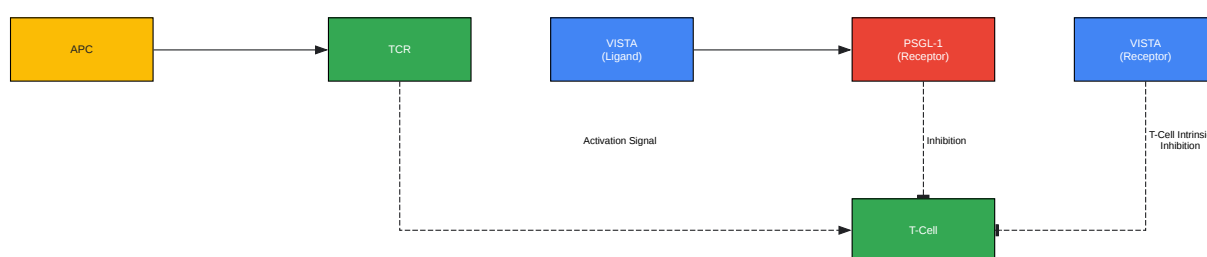 APC
TCR
VISTA
(Ligand)
PSGL-1
(Receptor)
VISTA
(Receptor)
Activation Signal
Inhibition
T-Cell Intrinsi
Inhibition
T-Cell